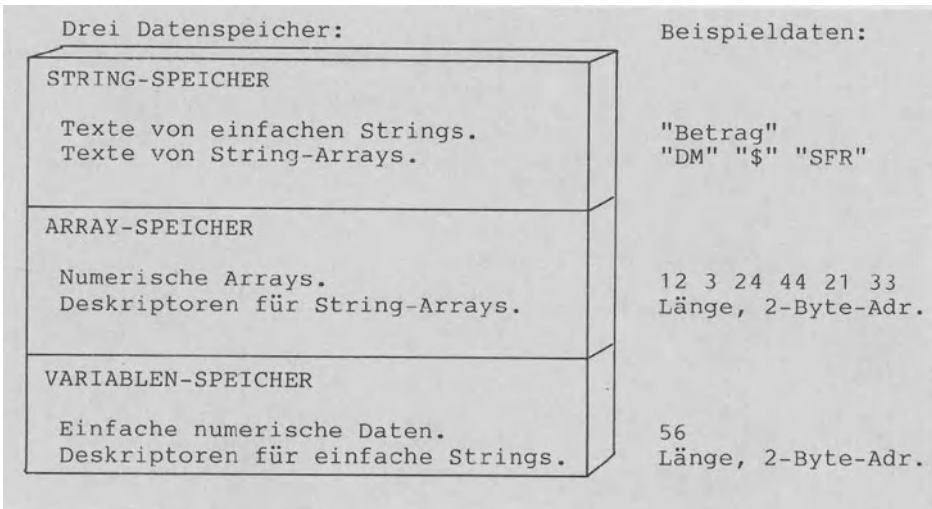 Drei Datenspeicher: Beispieldaten:
STRING-SPEICHER
Texte von einfachen Strings. "Betrag"
Texte von String-Arrays. "DM" "$" "SFR"
ARRAY-SPEICHER
Numerische Arrays. 12 3 24 44 21 33
Deskriptoren für String-Arrays. Länge, 2-Byte-Adr.
VARIABLEN-SPEICHER
Einfache numerische Daten. 56
Deskriptoren für einfache Strings. Länge, 2-Byte-Adr.